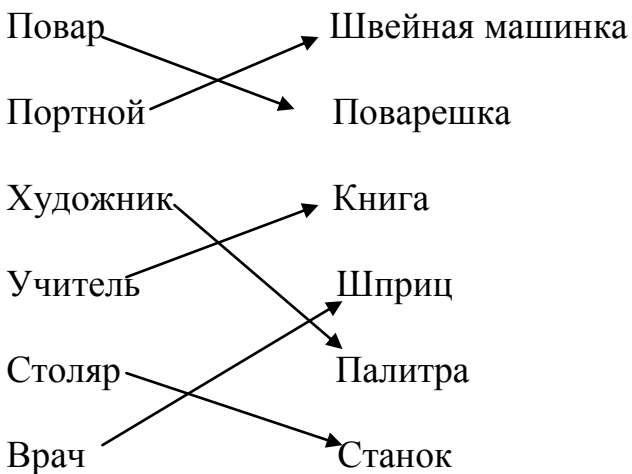 Повар Швейная машинка
Портной Поварешка
Художник Книга
Учитель Шприц
Столяр Палитра
Врач Станок